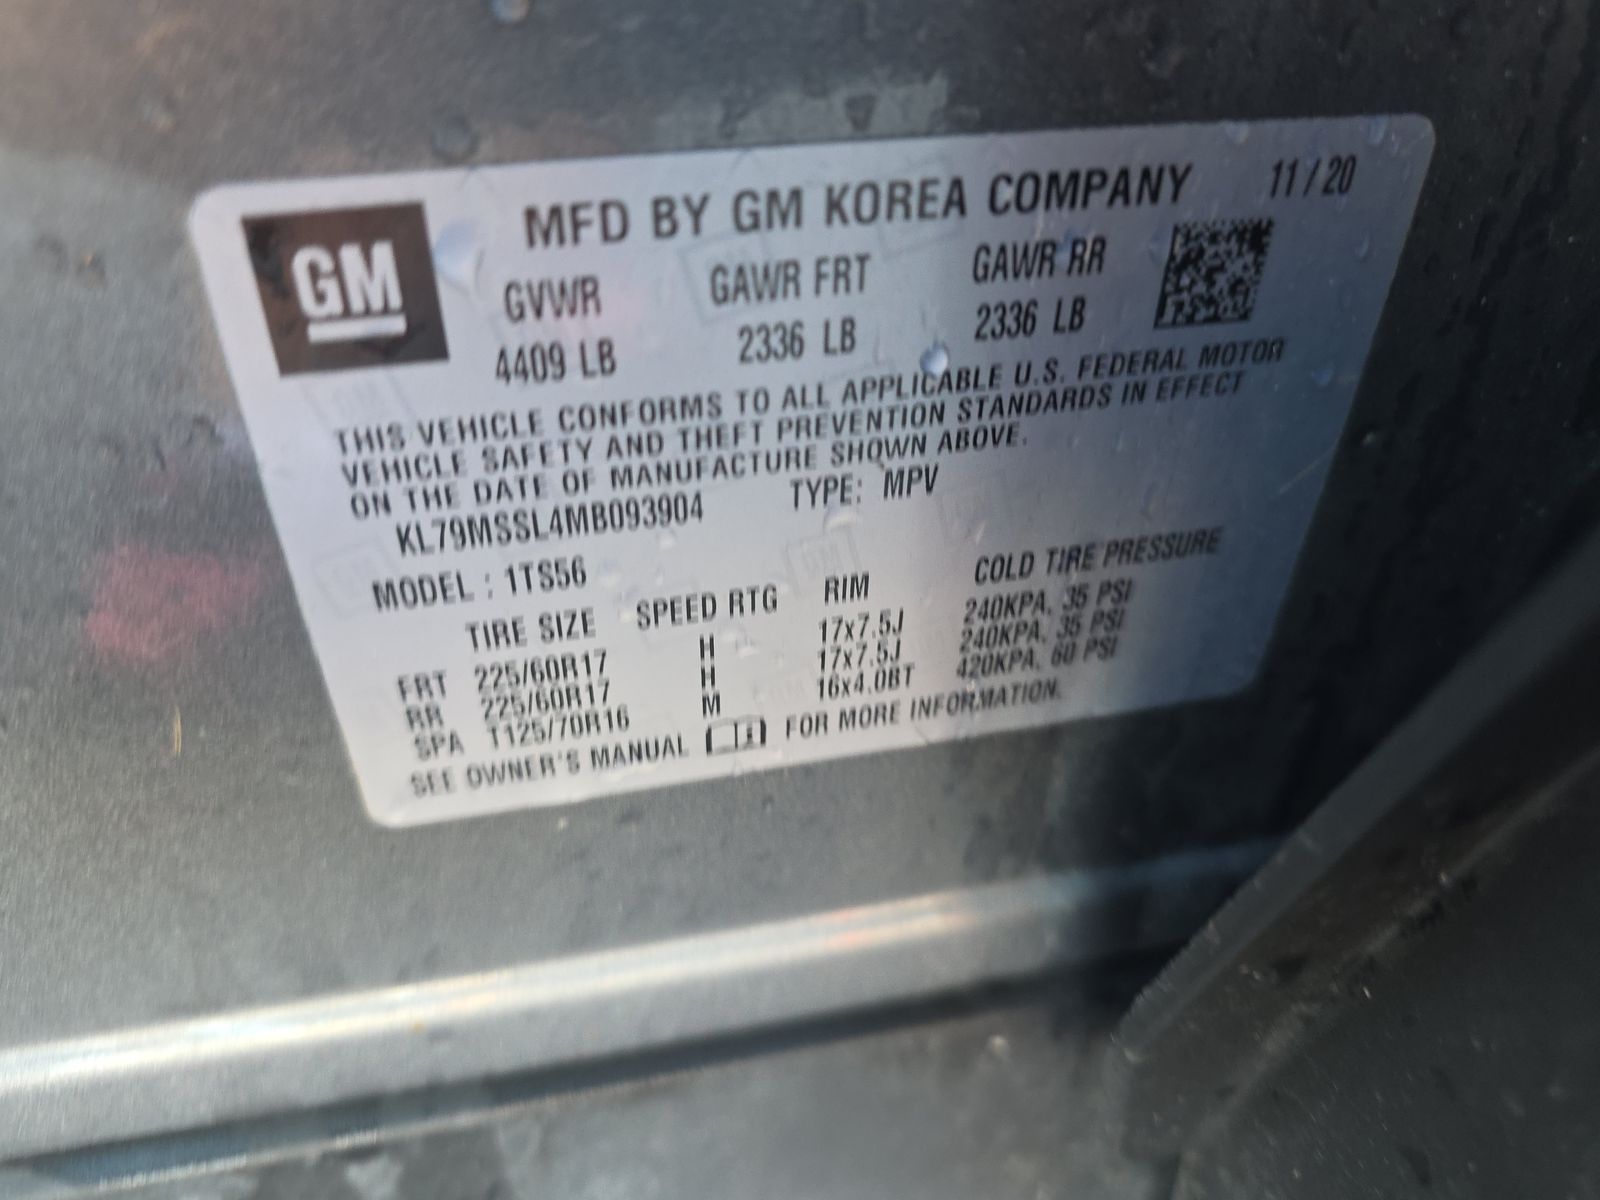 GM
MFD BY GM KOREA COMPANY 11/20
GVWR GAWR FRT GAWR RR
4409 LB 2336 LB 2336 LB
THIS VEHICLE CONFORMS TO ALL APPLICABLE U.S. FEDERAL MOTOR
VEHICLE SAFETY AND THEFT PREVENTION STANDARDS IN EFFECT
ON THE DATE OF MANUFACTURE SHOWN ABOVE.
KL79MSSL4MB093904 TYPE: MPV
MODEL : 1TS56
TIRE SIZE SPEED RTG RIM COLD TIRE PRESSURE
FRT 225/60R17 H 17x7.5J 240KPA, 35 PSI
RR 225/60R17 H 17x7.5J 240KPA, 35 PSI
SPA T125/70R16 M 16x4.0BT 420KPA, 60 PSI
SEE OWNER'S MANUAL FOR MORE INFORMATION.